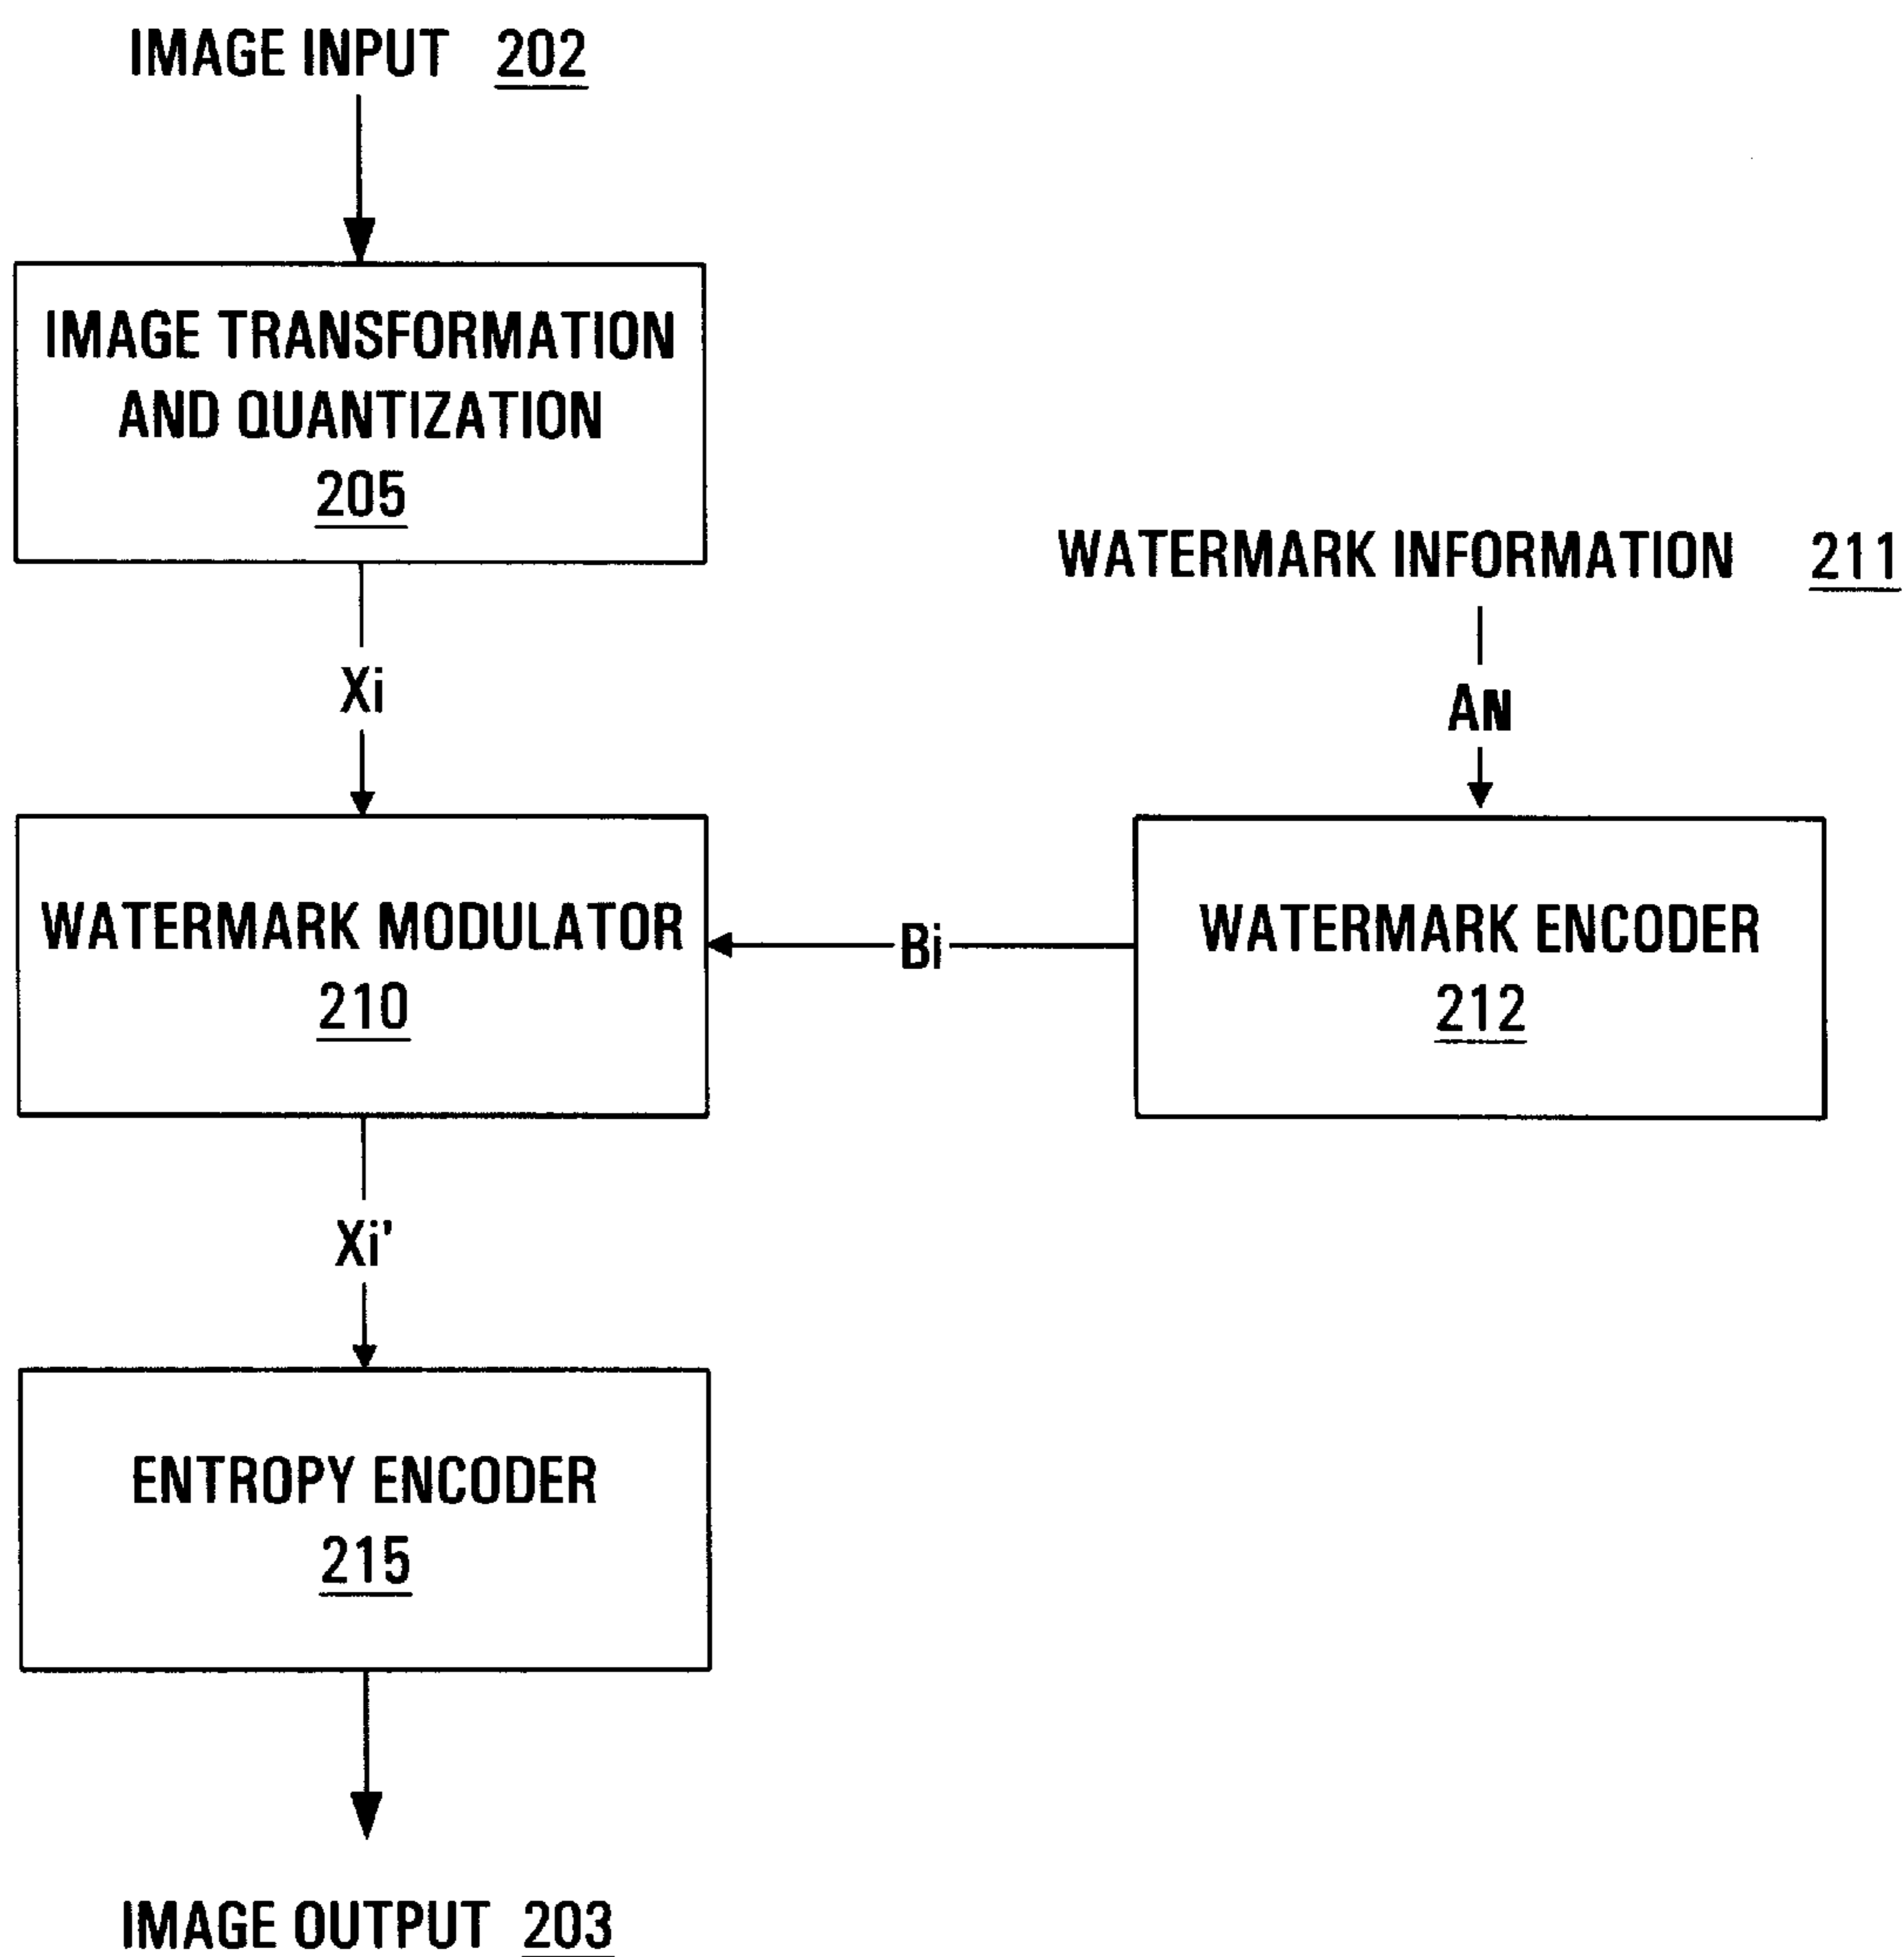 IMAGE INPUT 202
IMAGE TRANSFORMATION
AND QUANTIZATION
205
WATERMARK INFORMATION 211
Xi
AN
WATERMARK MODULATOR
210
Bi
WATERMARK ENCODER
212
Xi'
ENTROPY ENCODER
215
IMAGE OUTPUT 203